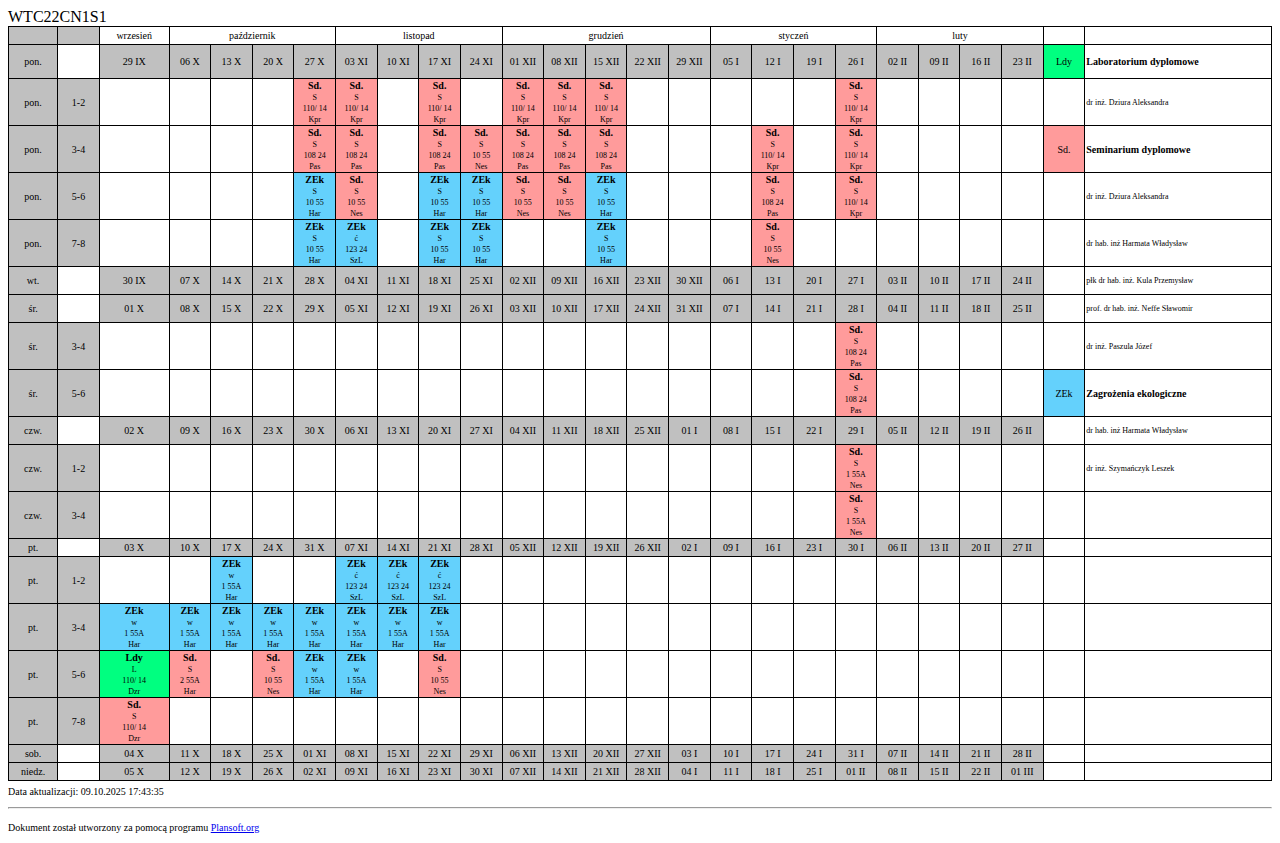 WTC22CN1S1
wrzesień październik listopad grudzień styczeń luty
pon. 29 IX 06 X 13 X 20 X 27 X 03 XI 10 XI 17 XI 24 XI 01 XII 08 XII 15 XII 22 XII 29 XII 05 I 12 I 19 I 26 I 02 II 09 II 16 II 23 II Ldy Laboratorium dyplomowe
pon. 1-2 dr inż. Dziura Aleksandra
Sd. Sd. Sd. Sd. Sd. Sd. Sd.
S S S S S S S
110/ 14 110/ 14 110/ 14 110/ 14 110/ 14 110/ 14 110/ 14
Kpr Kpr Kpr Kpr Kpr Kpr Kpr
pon. 3-4 Sd. Seminarium dyplomowe
Sd. Sd. Sd. Sd. Sd. Sd. Sd. Sd. Sd.
S S S S S S S S S
108 24 108 24 108 24 10 55 108 24 108 24 108 24 110/ 14 110/ 14
Pas Pas Pas Nes Pas Pas Pas Kpr Kpr
pon. 5-6 dr inż. Dziura Aleksandra
ZEk Sd. ZEk ZEk Sd. Sd. ZEk Sd. Sd.
S S S S S S S S S
10 55 10 55 10 55 10 55 10 55 10 55 10 55 108 24 110/ 14
Har Nes Har Har Nes Nes Har Pas Kpr
pon. 7-8 dr hab. inż Harmata Władysław
ZEk ZEk ZEk ZEk ZEk Sd.
S ć S S S S
10 55 123 24 10 55 10 55 10 55 10 55
Har SzL Har Har Har Nes
wt. 30 IX 07 X 14 X 21 X 28 X 04 XI 11 XI 18 XI 25 XI 02 XII 09 XII 16 XII 23 XII 30 XII 06 I 13 I 20 I 27 I 03 II 10 II 17 II 24 II płk dr hab. inż. Kula Przemysław
śr. 01 X 08 X 15 X 22 X 29 X 05 XI 12 XI 19 XI 26 XI 03 XII 10 XII 17 XII 24 XII 31 XII 07 I 14 I 21 I 28 I 04 II 11 II 18 II 25 II prof. dr hab. inż. Neffe Sławomir
śr. 3-4 dr inż. Paszula Józef
Sd.
S
108 24
Pas
śr. 5-6 ZEk Zagrożenia ekologiczne
Sd.
S
108 24
Pas
czw. 02 X 09 X 16 X 23 X 30 X 06 XI 13 XI 20 XI 27 XI 04 XII 11 XII 18 XII 25 XII 01 I 08 I 15 I 22 I 29 I 05 II 12 II 19 II 26 II dr hab. inż Harmata Władysław
czw. 1-2 dr inż. Szymańczyk Leszek
Sd.
S
1 55A
Nes
czw. 3-4
Sd.
S
1 55A
Nes
pt. 03 X 10 X 17 X 24 X 31 X 07 XI 14 XI 21 XI 28 XI 05 XII 12 XII 19 XII 26 XII 02 I 09 I 16 I 23 I 30 I 06 II 13 II 20 II 27 II
pt. 1-2
ZEk ZEk ZEk ZEk
w ć ć ć
1 55A 123 24 123 24 123 24
Har SzL SzL SzL
pt. 3-4
ZEk ZEk ZEk ZEk ZEk ZEk ZEk ZEk
w w w w w w w w
1 55A 1 55A 1 55A 1 55A 1 55A 1 55A 1 55A 1 55A
Har Har Har Har Har Har Har Har
pt. 5-6
Ldy Sd. Sd. ZEk ZEk Sd.
L S S w w S
110/ 14 2 55A 10 55 1 55A 1 55A 10 55
Dzr Har Nes Har Har Nes
pt. 7-8
Sd.
S
110/ 14
Dzr
sob. 04 X 11 X 18 X 25 X 01 XI 08 XI 15 XI 22 XI 29 XI 06 XII 13 XII 20 XII 27 XII 03 I 10 I 17 I 24 I 31 I 07 II 14 II 21 II 28 II
niedz. 05 X 12 X 19 X 26 X 02 XI 09 XI 16 XI 23 XI 30 XI 07 XII 14 XII 21 XII 28 XII 04 I 11 I 18 I 25 I 01 II 08 II 15 II 22 II 01 III
Data aktualizacji: 09.10.2025 17:43:35
Dokument został utworzony za pomocą programu Plansoft.org